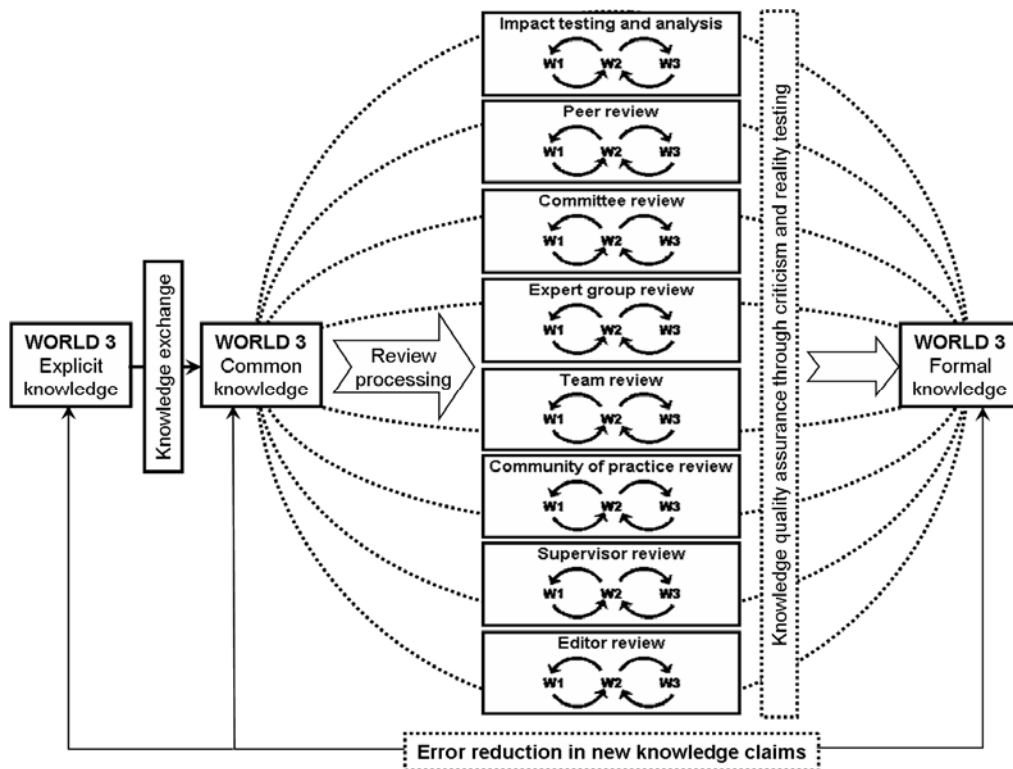 WORLD 3
Explicit
knowledge
Knowledge exchange
WORLD 3
Common
knowledge
Review
processing
Impact testing and analysis
W1 W2 W3
Peer review
W1 W2 W3
Committee review
W1 W2 W3
Expert group review
W1 W2 W3
Team review
W1 W2 W3
Community of practice review
W1 W2 W3
Supervisor review
W1 W2 W3
Editor review
W1 W2 W3
Knowledge quality assurance through criticism and reality testing
WORLD 3
Formal
knowledge
Error reduction in new knowledge claims